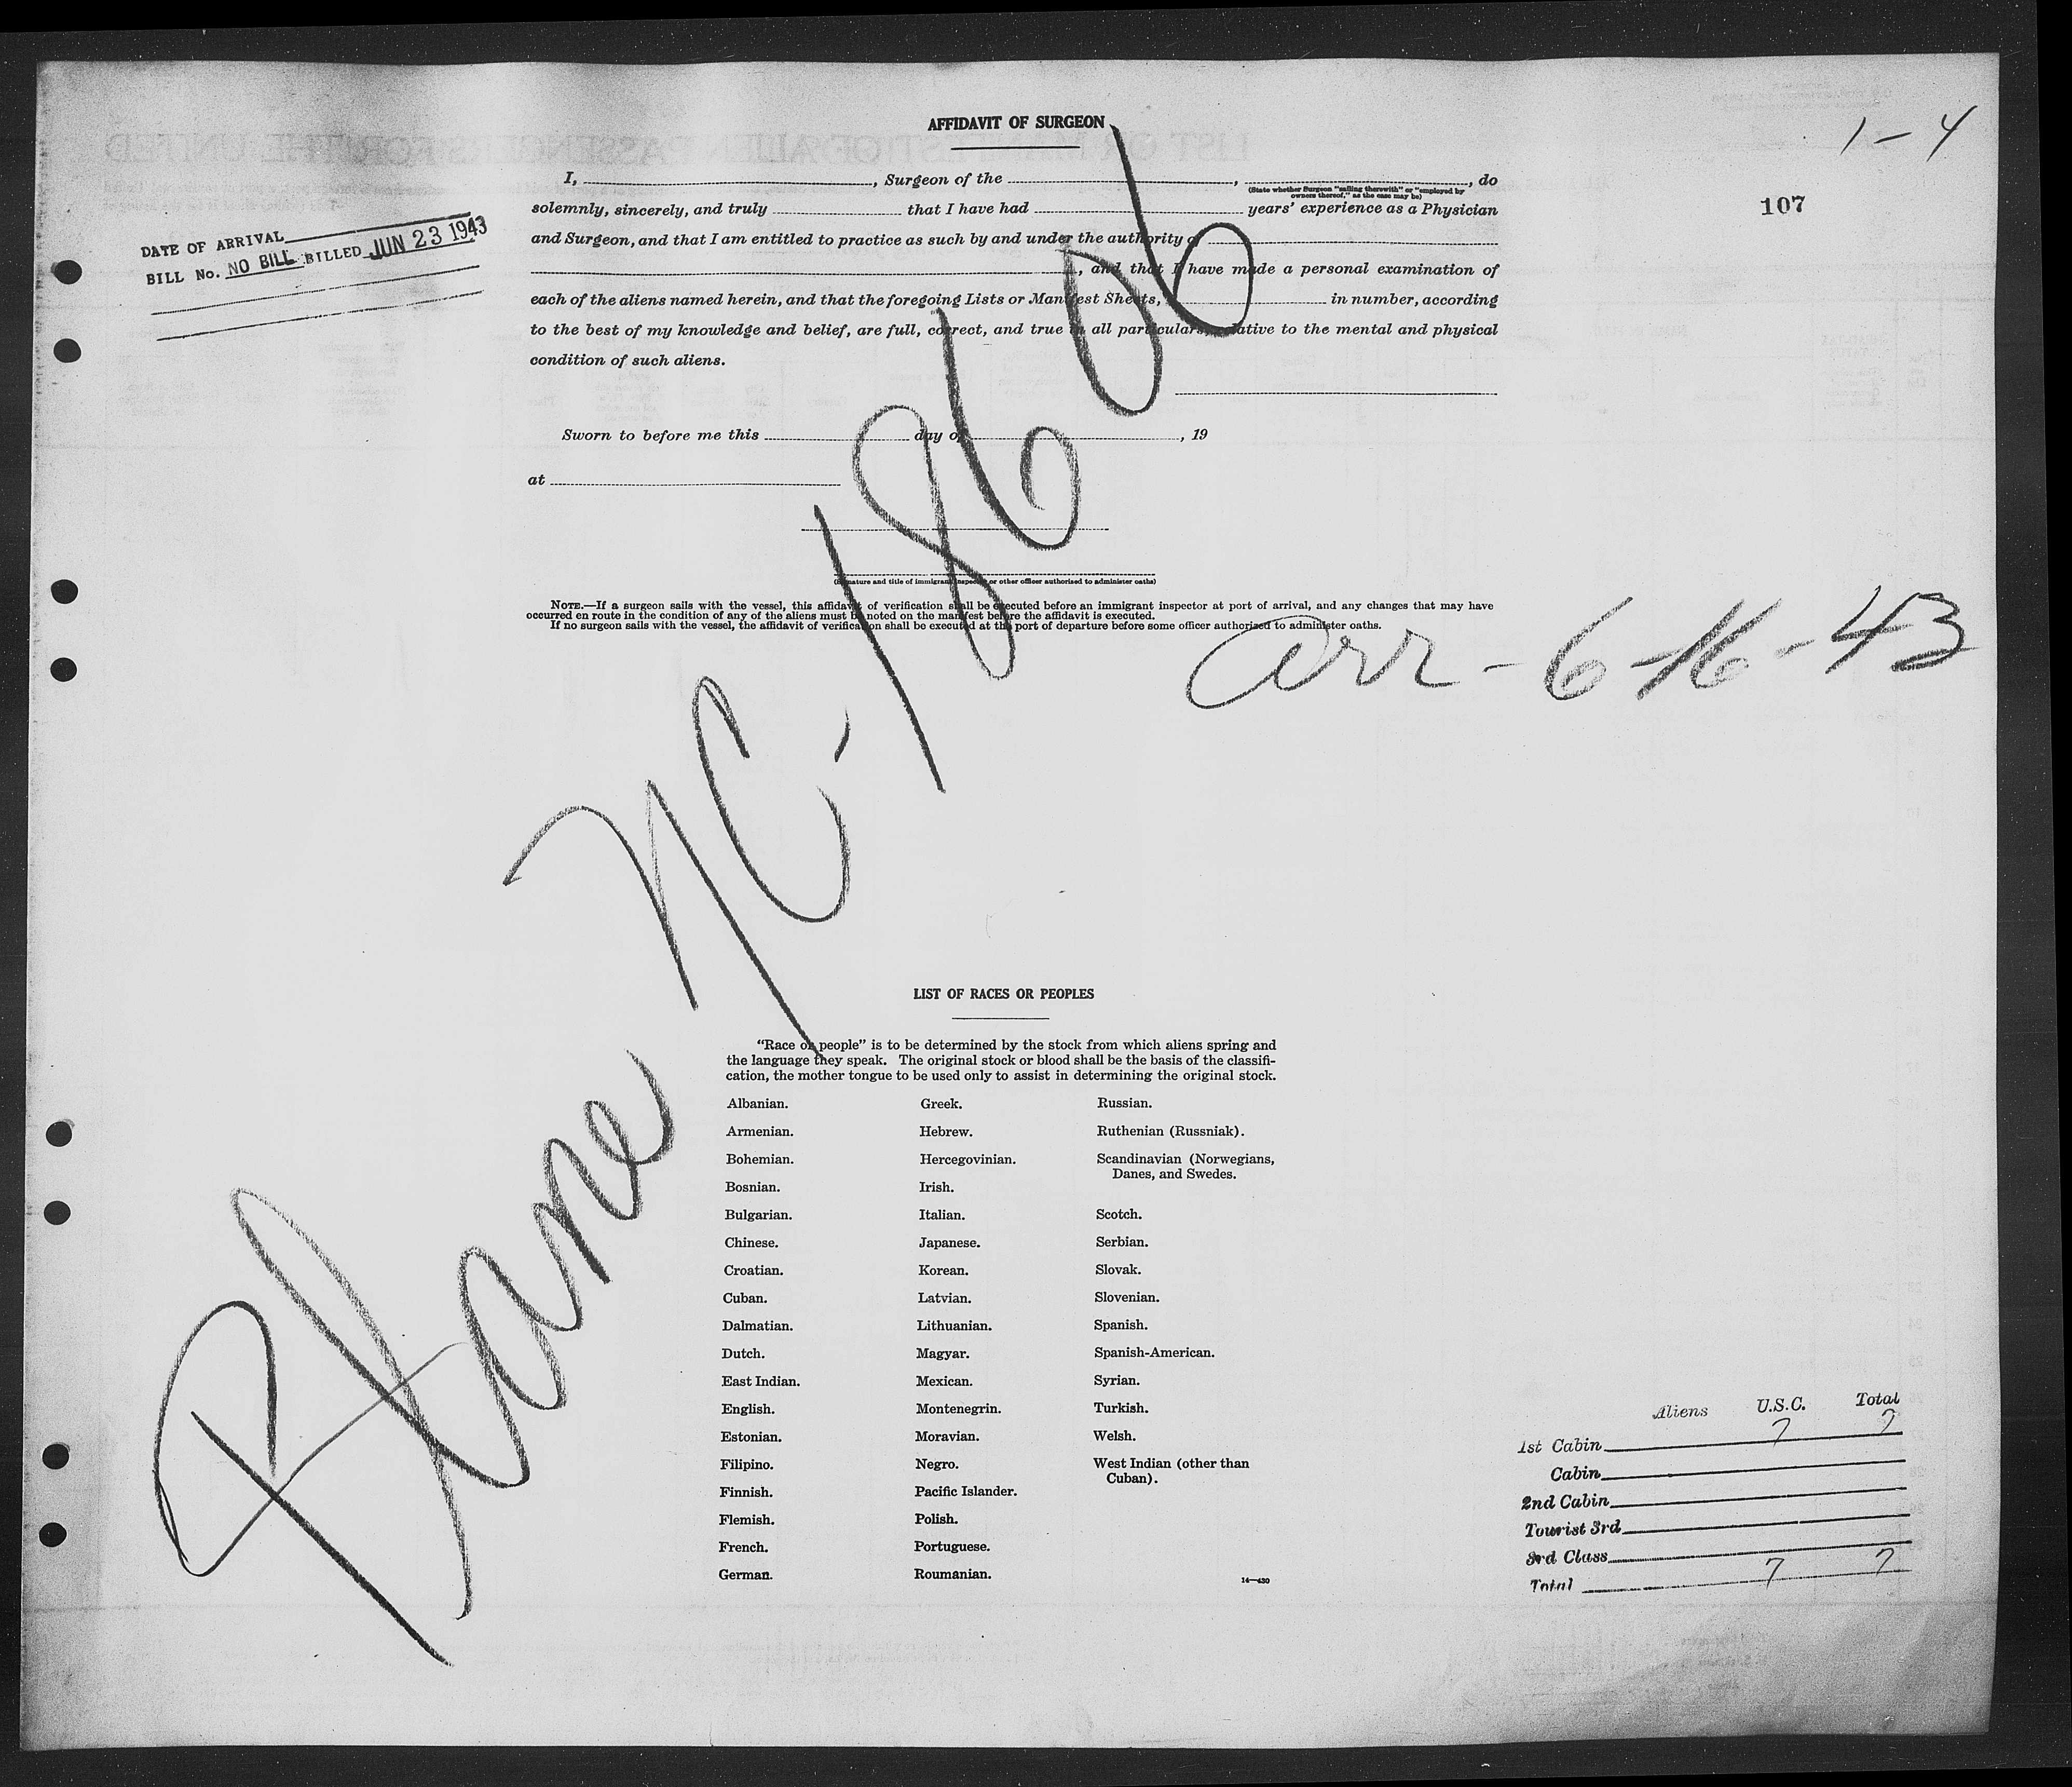 AFFIDAVIT OF SURGEON
1-4
107
I, , Surgeon of the , , do
(State whether Surgeon "sailing therewith" or "employed by
owners thereof," as the case may be)
solemnly, sincerely, and truly that I have had years' experience as a Physician
and Surgeon, and that I am entitled to practice as such by and under the authority of
, and that I have made a personal examination of
each of the aliens named herein, and that the foregoing Lists or Manifest Sheets, in number, according
to the best of my knowledge and belief, are full, correct, and true in all particulars, relative to the mental and physical
condition of such aliens.
DATE OF ARRIVAL
BILL No. NO BILL BILLED JUN 23 1943
Sworn to before me this day of , 19
at
(Signature and title of immigrant inspector or other officer authorized to administer oaths)
NOTE.—If a surgeon sails with the vessel, this affidavit of verification shall be executed before an immigrant inspector at port of arrival, and any changes that may have
occurred en route in the condition of any of the aliens must be noted on the manifest before the affidavit is executed.
If no surgeon sails with the vessel, the affidavit of verification shall be executed at the port of departure before some officer authorized to administer oaths.
arr - 6-16-43
Plane NC-18606
LIST OF RACES OR PEOPLES
"Race or people" is to be determined by the stock from which aliens spring and
the language they speak. The original stock or blood shall be the basis of the classifi-
cation, the mother tongue to be used only to assist in determining the original stock.
Albanian.
Armenian.
Bohemian.
Bosnian.
Bulgarian.
Chinese.
Croatian.
Cuban.
Dalmatian.
Dutch.
East Indian.
English.
Estonian.
Filipino.
Finnish.
Flemish.
French.
German.
Greek.
Hebrew.
Hercegovinian.
Irish.
Italian.
Japanese.
Korean.
Latvian.
Lithuanian.
Magyar.
Mexican.
Montenegrin.
Moravian.
Negro.
Pacific Islander.
Polish.
Portuguese.
Roumanian.
Russian.
Ruthenian (Russniak).
Scandinavian (Norwegians,
Danes, and Swedes.
Scotch.
Serbian.
Slovak.
Slovenian.
Spanish.
Spanish-American.
Syrian.
Turkish.
Welsh.
West Indian (other than
Cuban).
14—430
Aliens U.S.C. Total
1st Cabin 7 7
Cabin
2nd Cabin
Tourist 3rd
3rd Class
Total 7 7